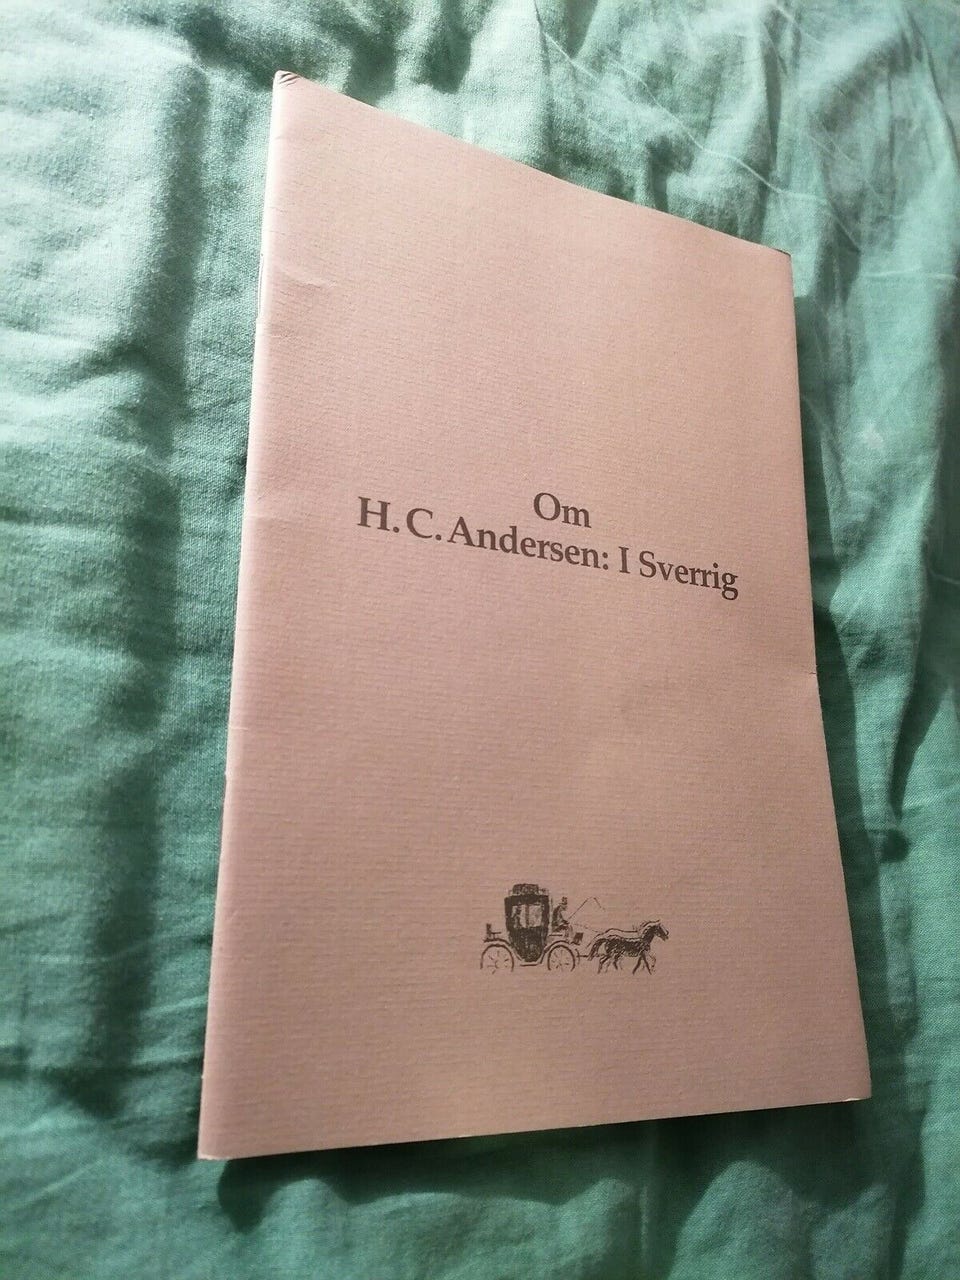 Om
H. C. Andersen: I Sverrig